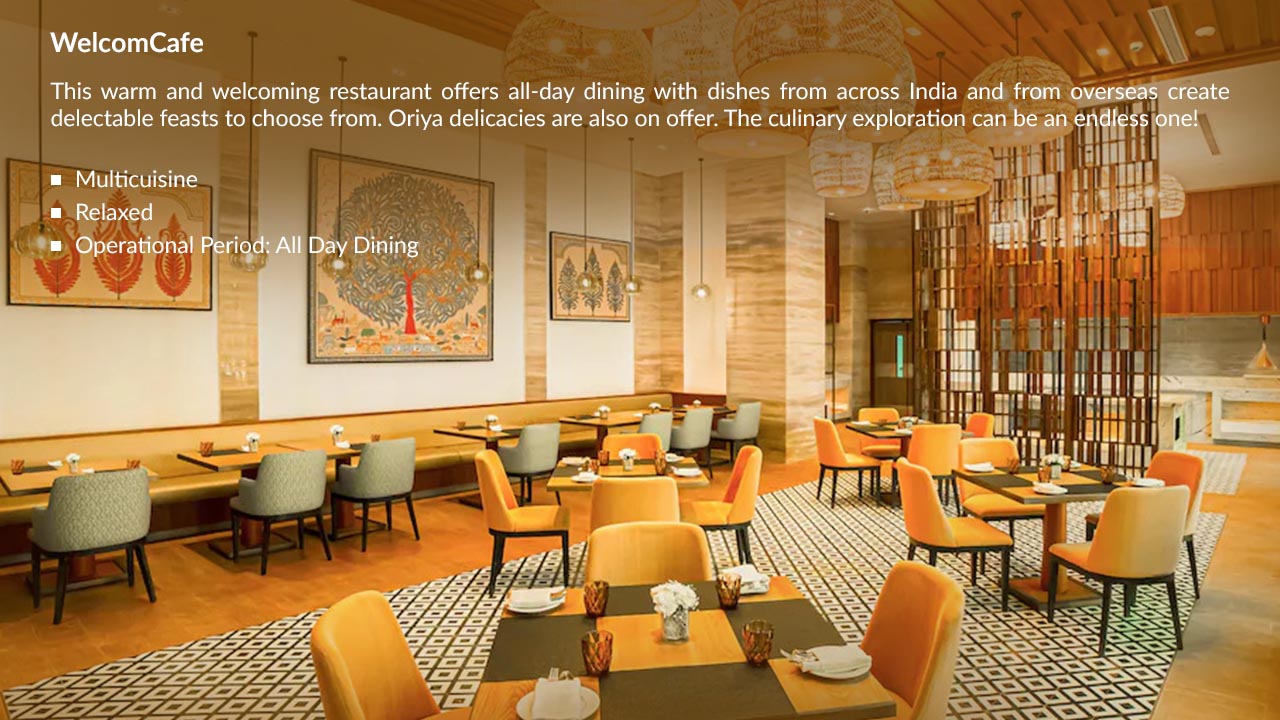 WelcomCafe
This warm and welcoming restaurant offers all-day dining with dishes from across India and from overseas create
delectable feasts to choose from. Oriya delicacies are also on offer. The culinary exploration can be an endless one!
▪ Multicuisine
▪ Relaxed
▪ Operational Period: All Day Dining